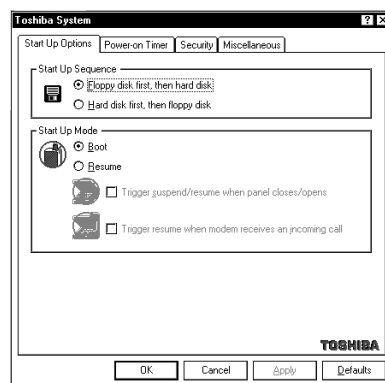 Toshiba System
Start Up Options Power-on Timer Security Miscellaneous
Start Up Sequence
Floppy disk first, then hard disk
Hard disk first, then floppy disk
Start Up Mode
Boot
Resume
Trigger suspend/resume when panel closes/opens
Trigger resume when modem receives an incoming call
TOSHIBA
OK Cancel Apply Defaults